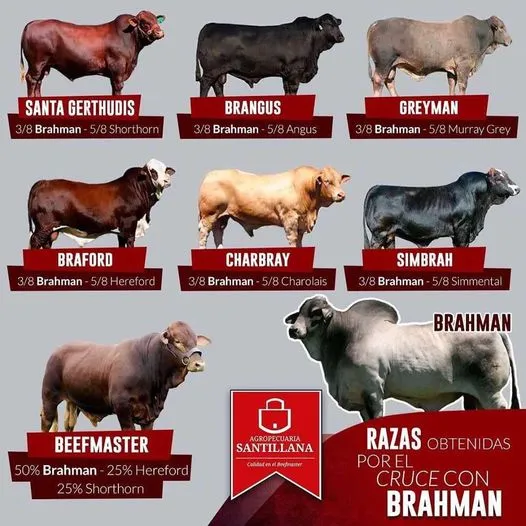 SANTA GERTHUDIS
3/8 Brahman - 5/8 Shorthorn
BRANGUS
3/8 Brahman - 5/8 Angus
GREYMAN
3/8 Brahman - 5/8 Murray Grey
BRAFORD
3/8 Brahman - 5/8 Hereford
CHARBRAY
3/8 Brahman - 5/8 Charolais
SIMBRAH
3/8 Brahman - 5/8 Simmental
BEEFMASTER
50% Brahman - 25% Hereford
25% Shorthorn
AGROPECUARIA
SANTILLANA
Calidad en el Beefmaster
BRAHMAN
RAZAS OBTENIDAS
POR EL
CRUCE CON
BRAHMAN